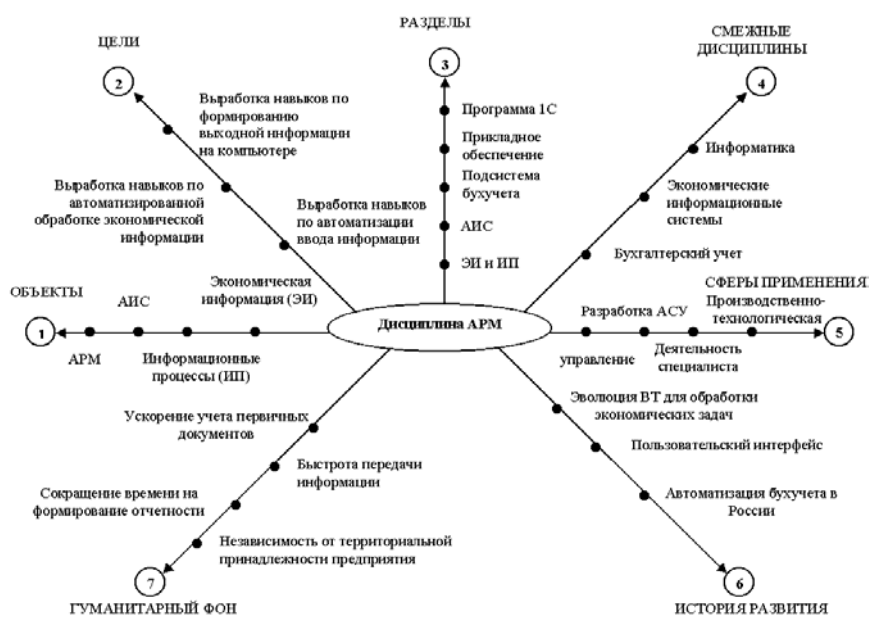 ЦЕЛИ
2
Выработка навыков по
формированию
выходной информации
на компьютере
Выработка навыков по
автоматизированной
обработке экономической
информации
Выработка навыков
по автоматизации
ввода информации
РАЗДЕЛЫ
3
Программа 1С
Прикладное
обеспечение
Подсистема
бухучета
АИС
ЭИ и ИП
СМЕЖНЫЕ
ДИСЦИПЛИНЫ
4
Информатика
Экономические
информационные
системы
Бухгалтерский учет
ОБЪЕКТЫ
1
АРМ
АИС
Информационные
процессы (ИП)
Экономическая
информация (ЭИ)
Дисциплина АРМ
СФЕРЫ ПРИМЕНЕНИЯ
Производственно-
технологическая
5
Разработка АСУ
управление
Деятельность
специалиста
Ускорение учета первичных
документов
Быстрота передачи
информации
Сокращение времени на
формирование отчетности
Независимость от территориальной
принадлежности предприятия
7
ГУМАНИТАРНЫЙ ФОН
Эволюция ВТ для обработки
экономических задач
Пользовательский интерфейс
Автоматизация бухучета в
России
6
ИСТОРИЯ РАЗВИТИЯ